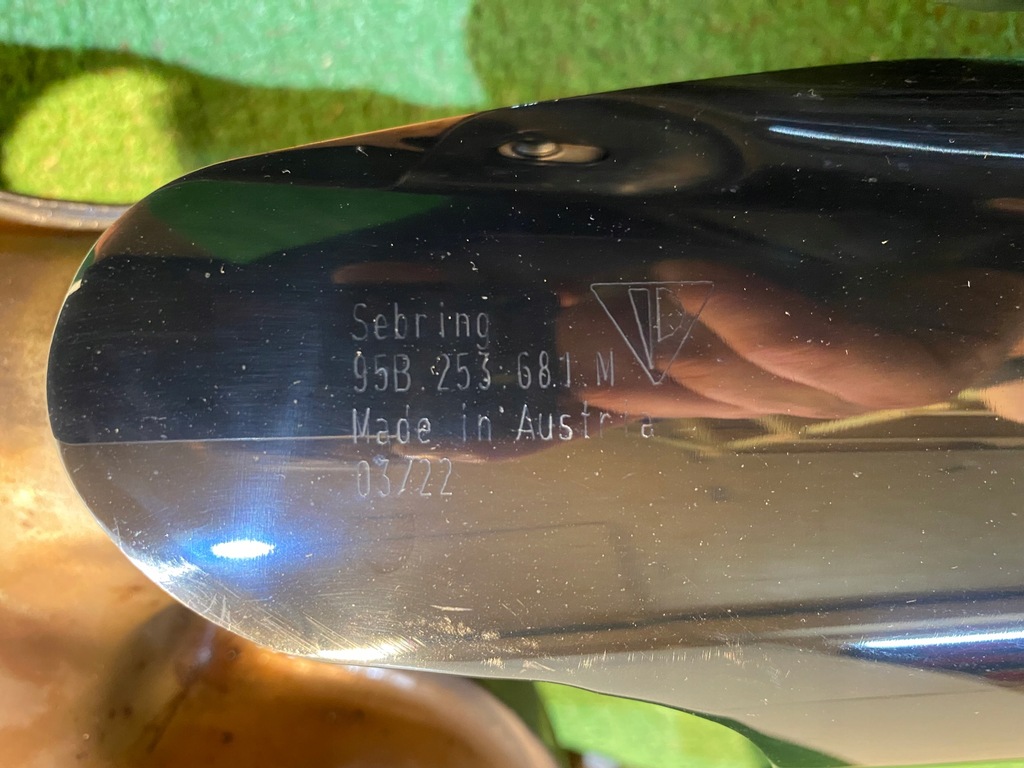 Sebring
95B 253 681 M
Made in Austria
03/22